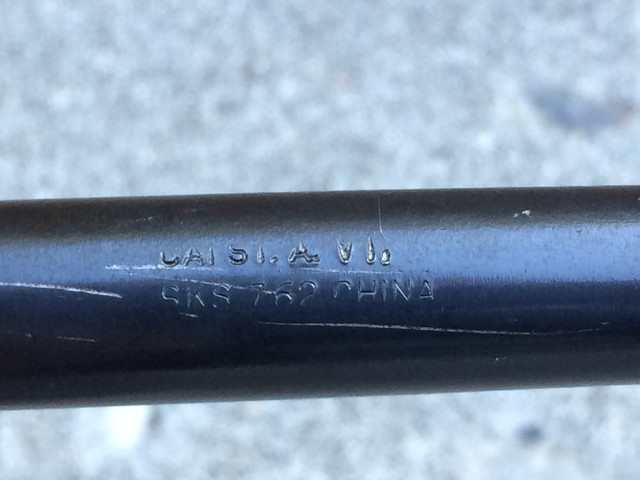 CAI ST. A. Vt.
SKS 7.62 CHINA